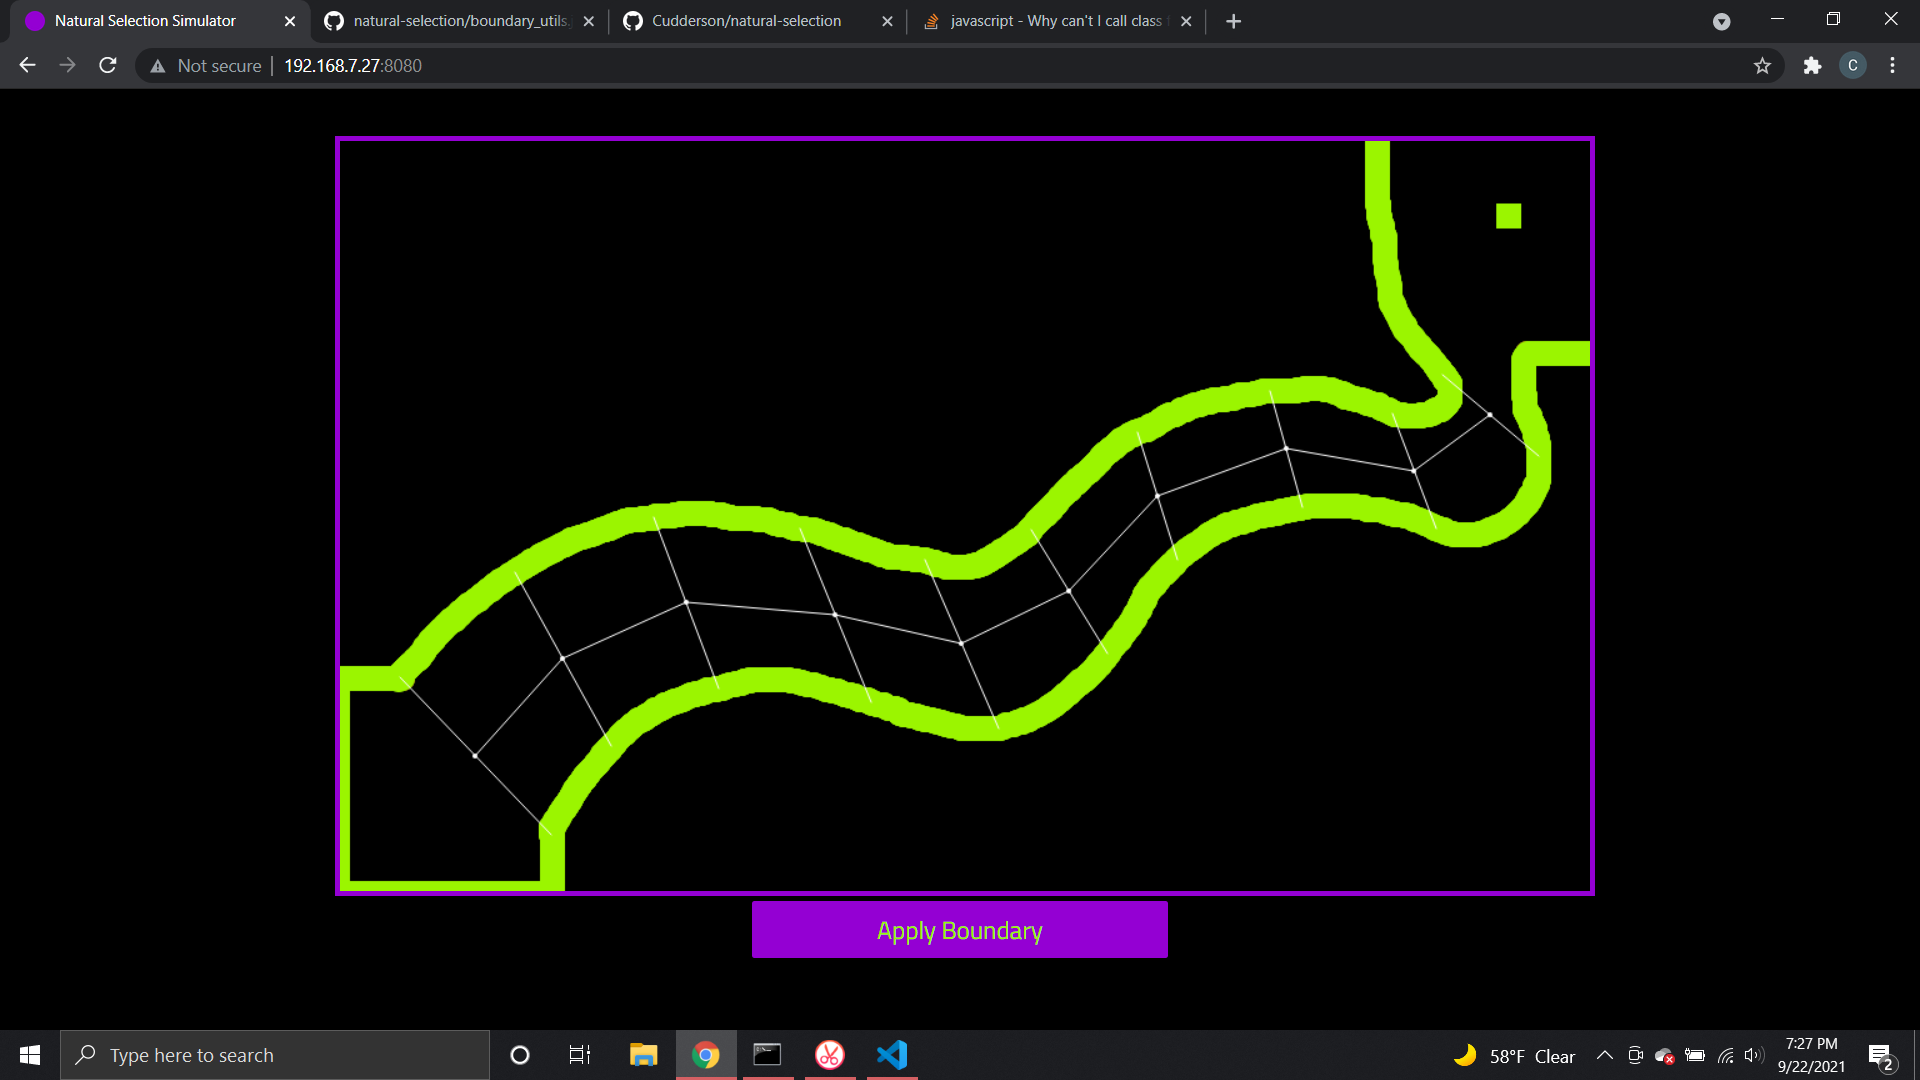 Natural Selection Simulator
natural-selection/boundary_utils.
Cudderson/natural-selection
javascript - Why can't I call class
Not secure
192.168.7.27:8080
C
Apply Boundary
Type here to search
58°F Clear
7:27 PM
9/22/2021
2